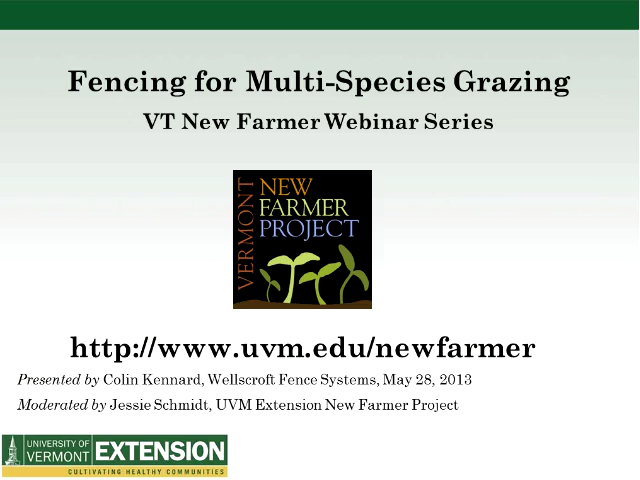 Fencing for Multi-Species Grazing
VT New Farmer Webinar Series
VERMONT
NEW
FARMER
PROJECT
http://www.uvm.edu/newfarmer
Presented by Colin Kennard, Wellscroft Fence Systems, May 28, 2013
Moderated by Jessie Schmidt, UVM Extension New Farmer Project
UNIVERSITY OF
VERMONT
EXTENSION
CULTIVATING HEALTHY COMMUNITIES